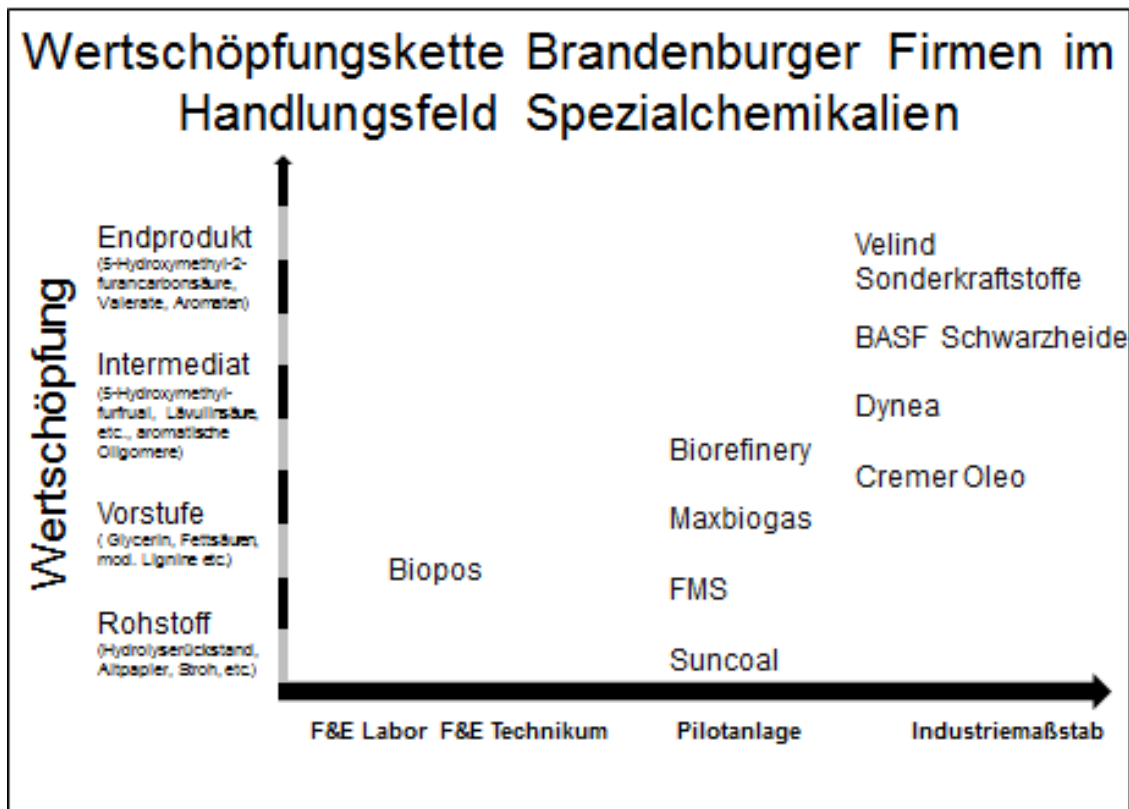 Wertschöpfungskette Brandenburger Firmen im
Handlungsfeld Spezialchemikalien
Wertschöpfung
Endprodukt
(5-Hydroxymethyl-2-
furancarbonsäure,
Valierate, Aromaten)
Intermediat
(5-Hydroxymethyl-
furfrual, Lävulinsäure,
etc., aromatische
Oligomere)
Vorstufe
( Glycerin, Fettsäuren,
mod. Lignine etc.)
Rohstoff
(Hydrolyserückstand,
Altpapier, Stroh, etc.)
Velind
Sonderkraftstoffe
BASF Schwarzheide
Dynea
Biorefinery
Cremer Oleo
Maxbiogas
Biopos
FMS
Suncoal
F&E Labor F&E Technikum Pilotanlage Industriemaßstab